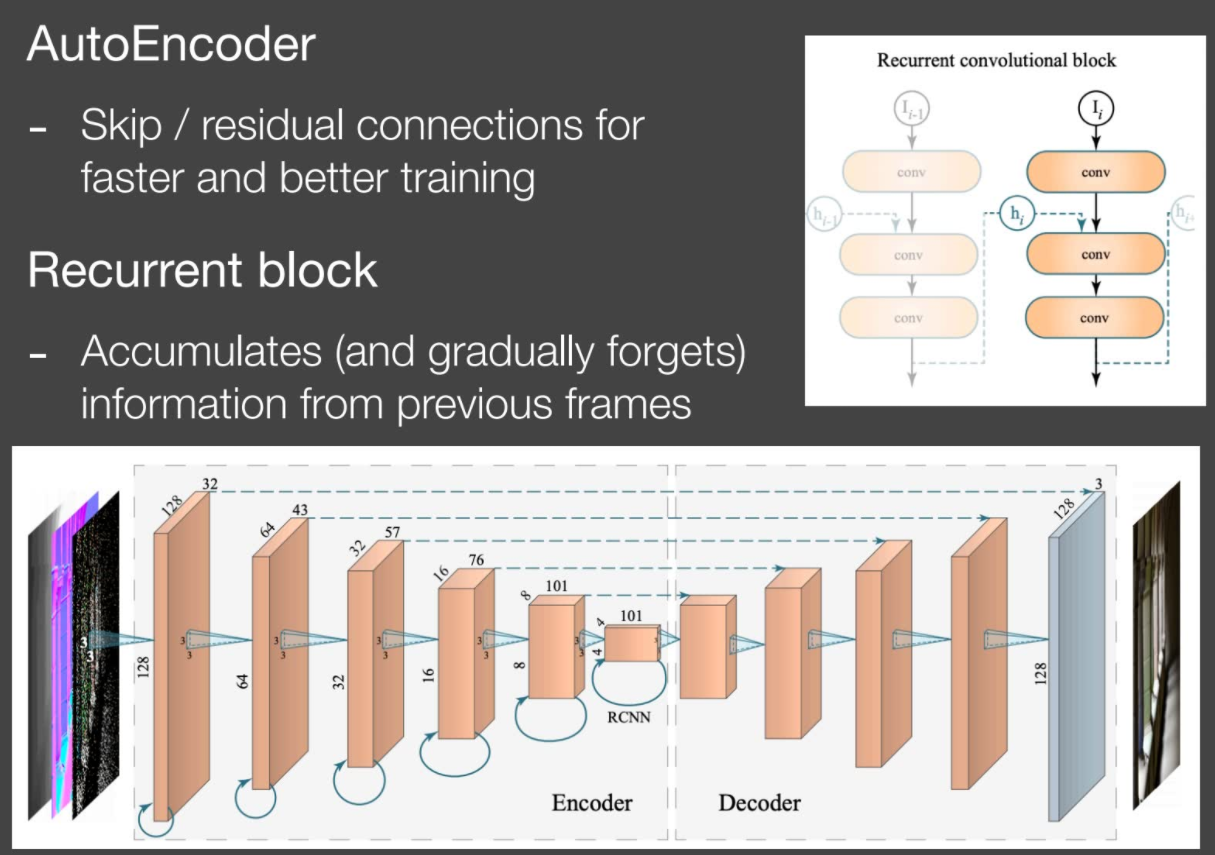 AutoEncoder
- Skip / residual connections for
faster and better training
Recurrent block
- Accumulates (and gradually forgets)
information from previous frames
Recurrent convolutional block
I_{i-1}
I_i
conv
conv
h_{i-1}
h_i
conv
conv
conv
conv
32
128
43
64
57
32
76
16
101
8
101
4
3
128
3
3
3
3
3
3
3
3
3
3
3
3
3
128
64
32
16
8
4
128
RCNN
Encoder
Decoder